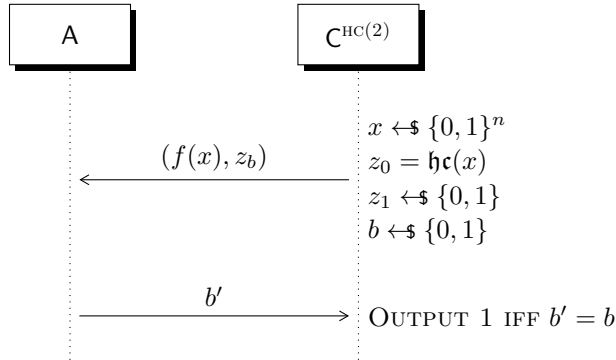 A
C^{HC(2)}
x ←$ {0, 1}^n
(f(x), z_b)
z_0 = 𝔥𝔠(x)
z_1 ←$ {0, 1}
b ←$ {0, 1}
b′
OUTPUT 1 IFF b′ = b